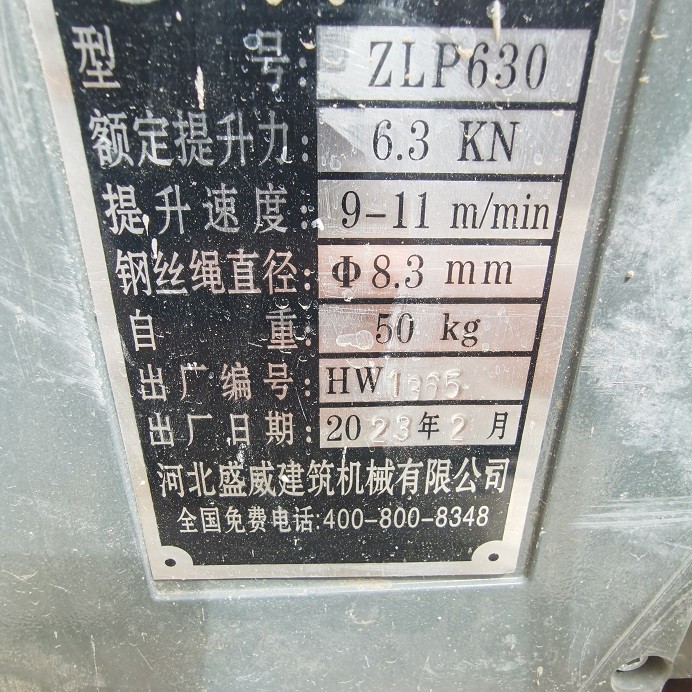 型号: ZLP630
额定提升力: 6.3 KN
提升速度: 9-11 m/min
钢丝绳直径: Φ8.3 mm
自重: 50 kg
出厂编号: HW1365
出厂日期: 2023年2月
河北盛威建筑机械有限公司
全国免费电话:400-800-8348